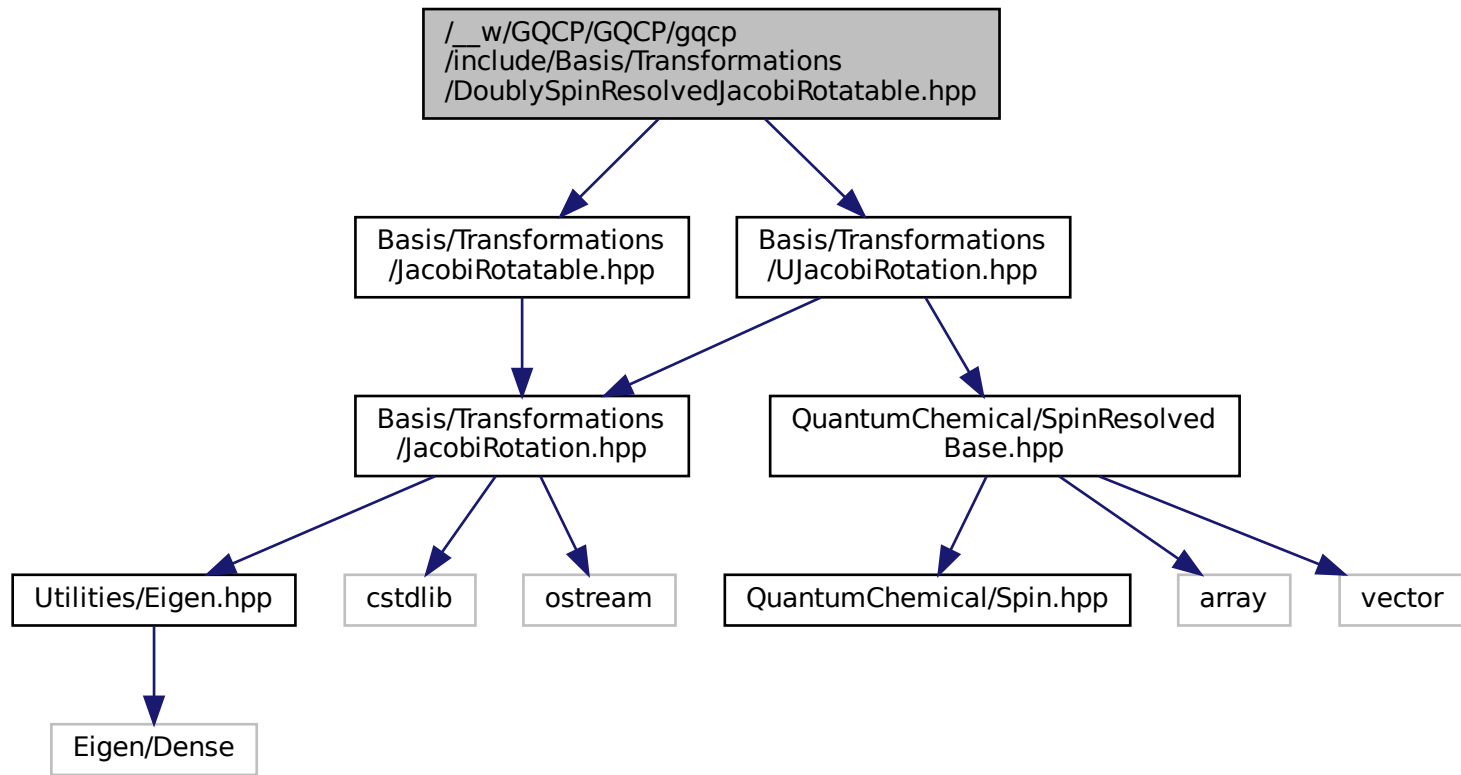 /__w/GQCP/GQCP/gqcp
/include/Basis/Transformations
/DoublySpinResolvedJacobiRotatable.hpp
Basis/Transformations
/JacobiRotatable.hpp
Basis/Transformations
/UJacobiRotation.hpp
Basis/Transformations
/JacobiRotation.hpp
QuantumChemical/SpinResolved
Base.hpp
Utilities/Eigen.hpp
cstdlib
ostream
QuantumChemical/Spin.hpp
array
vector
Eigen/Dense